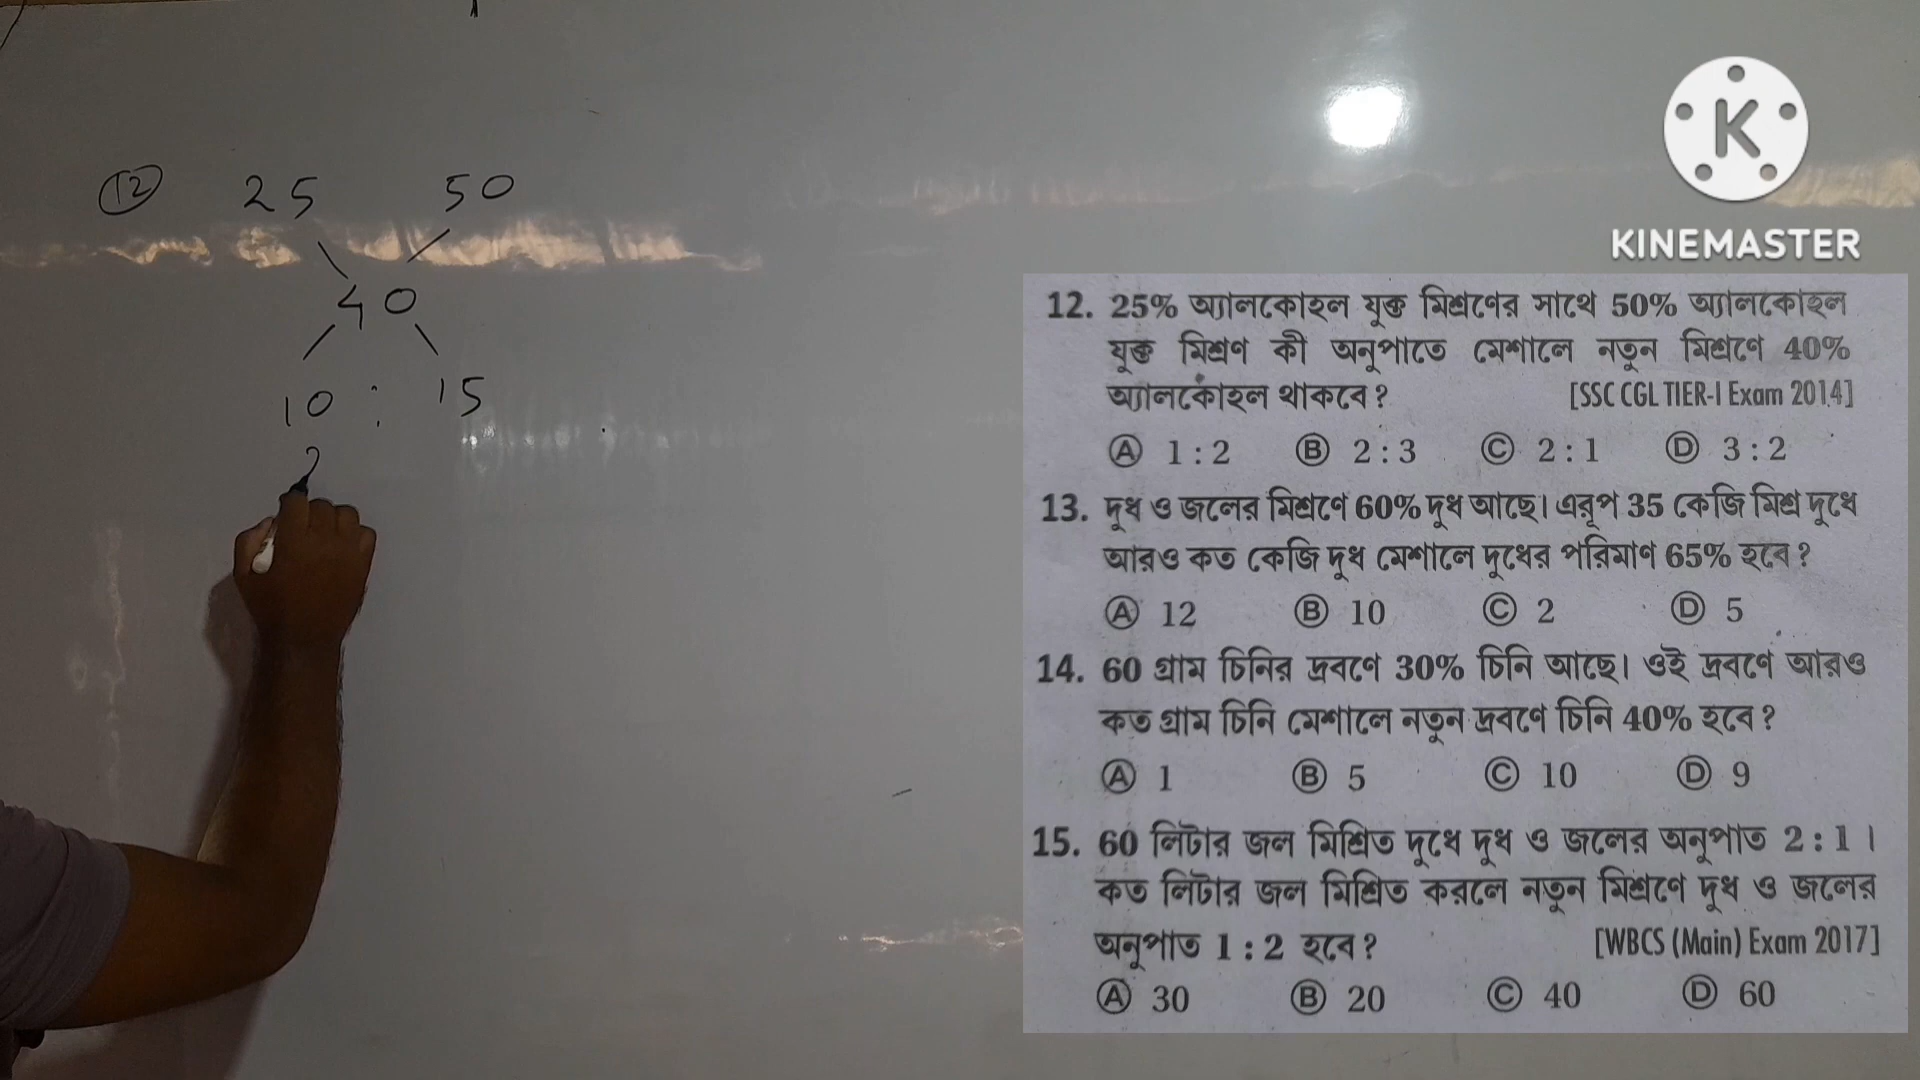 12 25 50
40
10 : 15
2
K
KINEMASTER
12. 25% অ্যালকোহল যুক্ত মিশ্রণের সাথে 50% অ্যালকোহল
যুক্ত মিশ্রণ কী অনুপাতে মেশালে নতুন মিশ্রণে 40%
অ্যালকোহল থাকবে? [SSC CGL TIER-I Exam 2014]
Ⓐ 1 : 2 Ⓑ 2 : 3 Ⓒ 2 : 1 Ⓓ 3 : 2
13. দুধ ও জলের মিশ্রণে 60% দুধ আছে। এরূপ 35 কেজি মিশ্র দুধে
আরও কত কেজি দুধ মেশালে দুধের পরিমাণ 65% হবে?
Ⓐ 12 Ⓑ 10 Ⓒ 2 Ⓓ 5
14. 60 গ্রাম চিনির দ্রবণে 30% চিনি আছে। ওই দ্রবণে আরও
কত গ্রাম চিনি মেশালে নতুন দ্রবণে চিনি 40% হবে?
Ⓐ 1 Ⓑ 5 Ⓒ 10 Ⓓ 9
15. 60 লিটার জল মিশ্রিত দুধে দুধ ও জলের অনুপাত 2 : 1 ।
কত লিটার জল মিশ্রিত করলে নতুন মিশ্রণে দুধ ও জলের
অনুপাত 1 : 2 হবে? [WBCS (Main) Exam 2017]
Ⓐ 30 Ⓑ 20 Ⓒ 40 Ⓓ 60